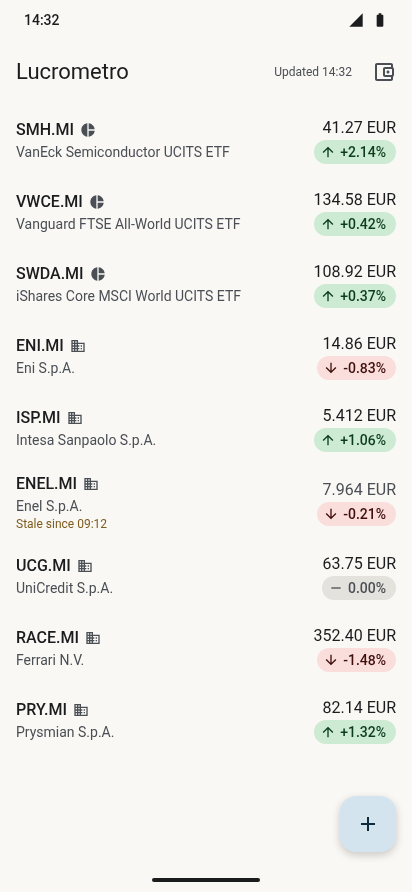 14:32
Lucrometro
Updated 14:32
SMH.MI
41.27 EUR
VanEck Semiconductor UCITS ETF
+2.14%
VWCE.MI
134.58 EUR
Vanguard FTSE All-World UCITS ETF
+0.42%
SWDA.MI
108.92 EUR
iShares Core MSCI World UCITS ETF
+0.37%
ENI.MI
14.86 EUR
Eni S.p.A.
-0.83%
ISP.MI
5.412 EUR
Intesa Sanpaolo S.p.A.
+1.06%
ENEL.MI
7.964 EUR
Enel S.p.A.
-0.21%
Stale since 09:12
UCG.MI
63.75 EUR
UniCredit S.p.A.
0.00%
RACE.MI
352.40 EUR
Ferrari N.V.
-1.48%
PRY.MI
82.14 EUR
Prysmian S.p.A.
+1.32%